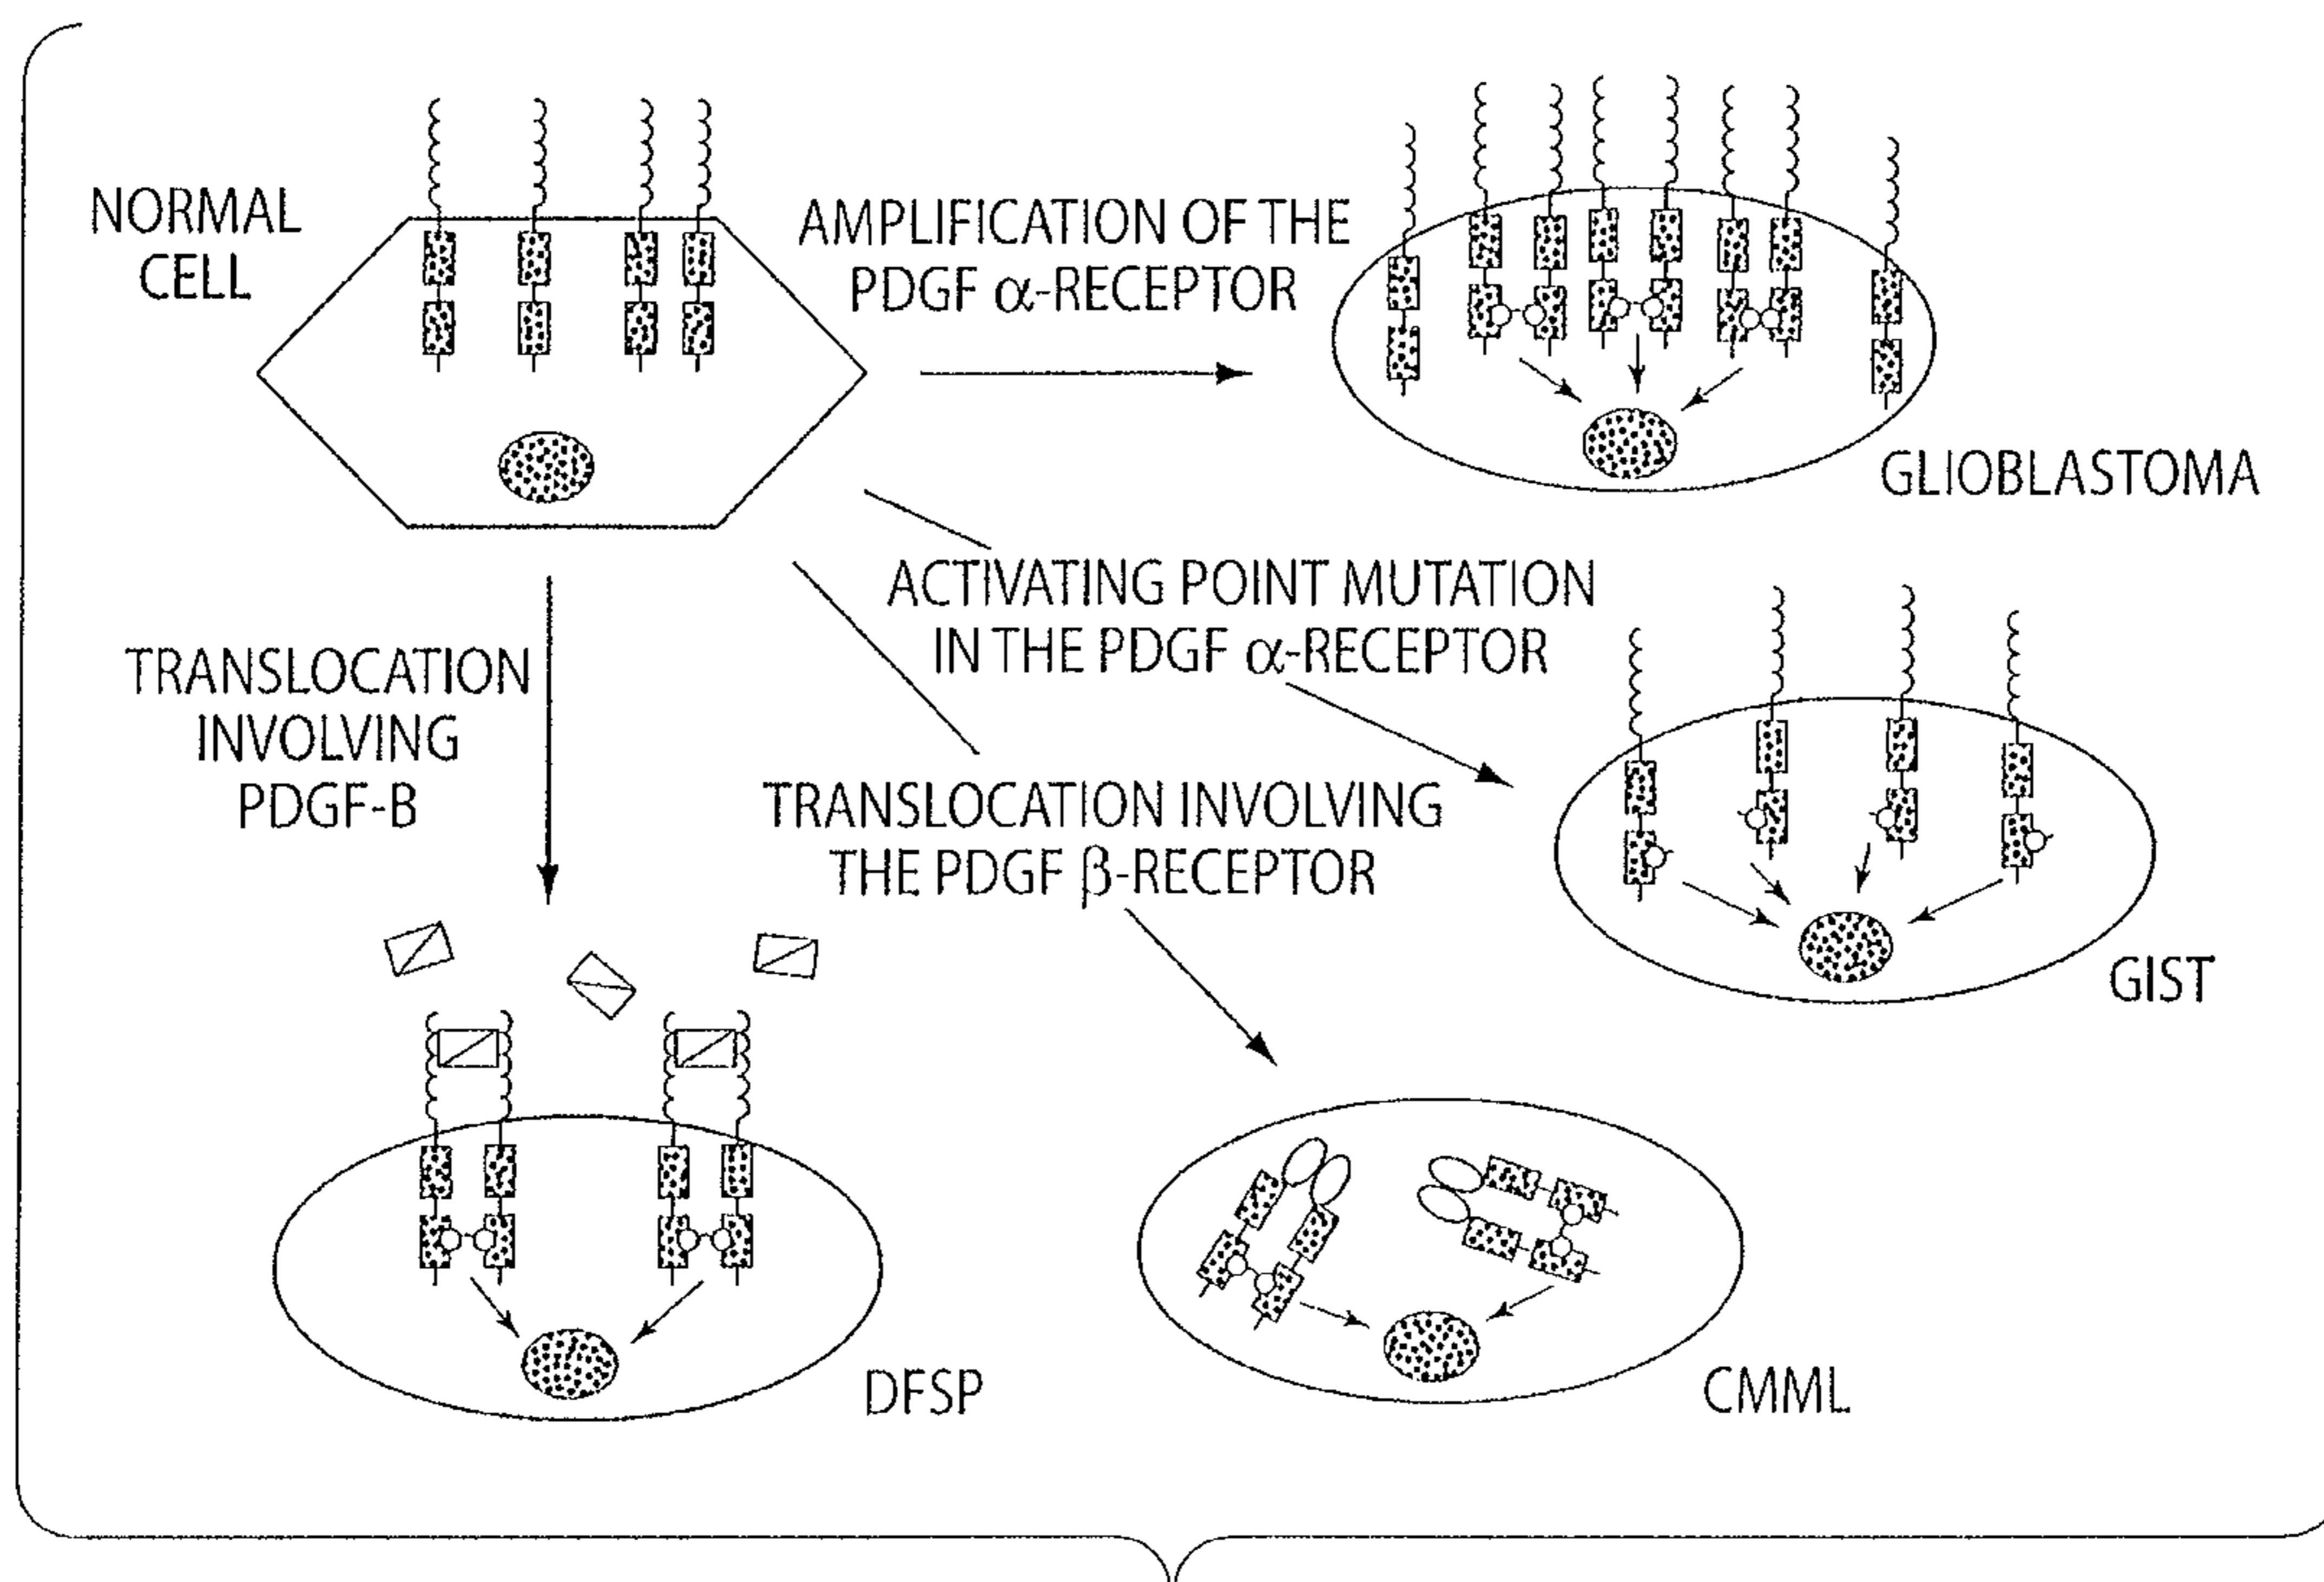 NORMAL
CELL
AMPLIFICATION OF THE
PDGF α-RECEPTOR
GLIOBLASTOMA
ACTIVATING POINT MUTATION
IN THE PDGF α-RECEPTOR
GIST
TRANSLOCATION
INVOLVING
PDGF-B
TRANSLOCATION INVOLVING
THE PDGF β-RECEPTOR
DFSP
CMML